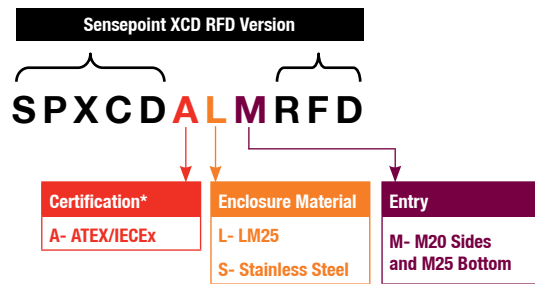 Sensepoint XCD RFD Version
SPXCDALMRFD
Certification*
A- ATEX/IECEx
Enclosure Material
L- LM25
S- Stainless Steel
Entry
M- M20 Sides
and M25 Bottom